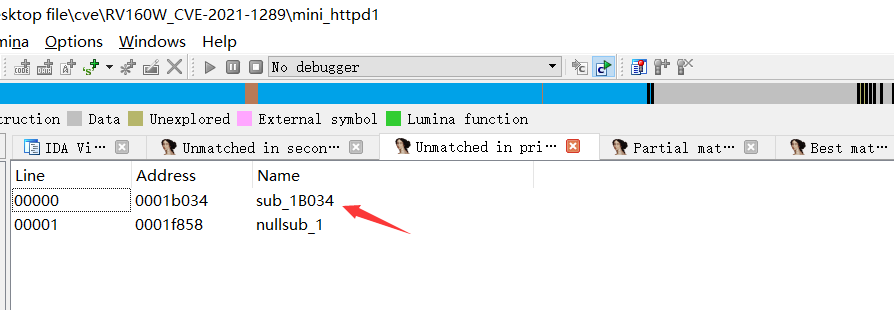 esktop file\cve\RV160W_CVE-2021-1289\mini_httpd1
mina Options Windows Help
No debugger
truction Data Unexplored External symbol Lumina function
IDA Vi… Unmatched in secon… Unmatched in pri… Partial mat… Best mat…
Line Address Name
00000 0001b034 sub_1B034
00001 0001f858 nullsub_1